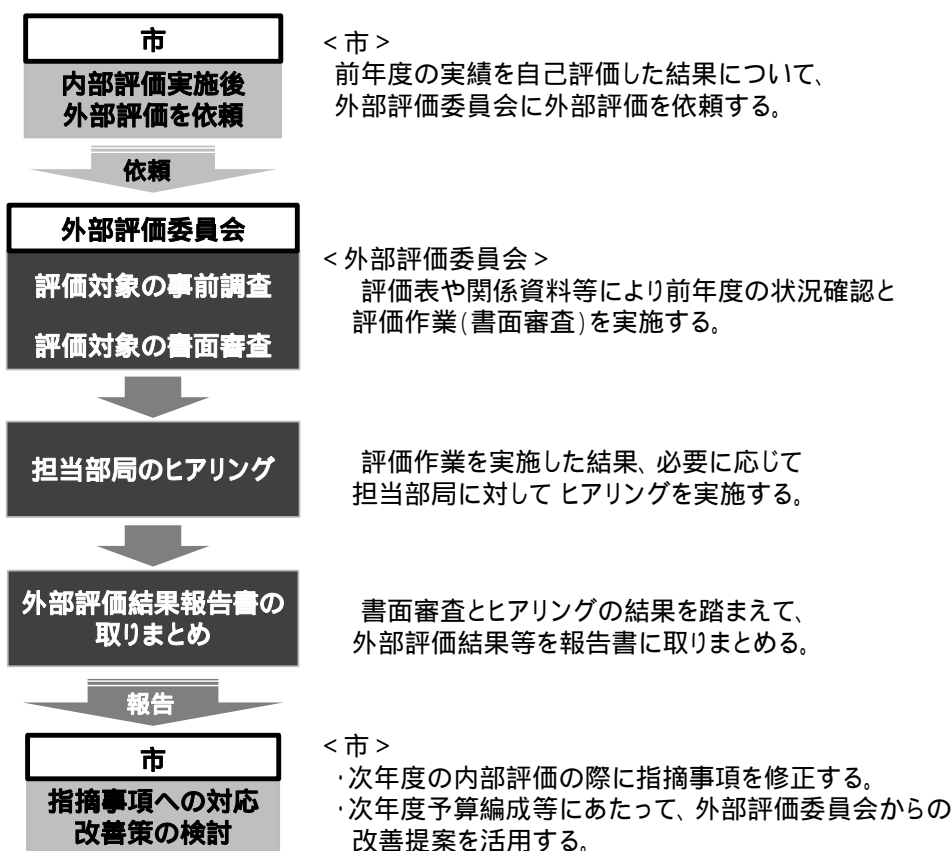 市
内部評価実施後
外部評価を依頼
<市>
前年度の実績を自己評価した結果について、
外部評価委員会に外部評価を依頼する。
依頼
外部評価委員会
評価対象の事前調査
評価対象の書面審査
<外部評価委員会>
評価表や関係資料等により前年度の状況確認と
評価作業(書面審査)を実施する。
担当部局のヒアリング
評価作業を実施した結果、必要に応じて
担当部局に対して ヒアリングを実施する。
外部評価結果報告書の
取りまとめ
書面審査とヒアリングの結果を踏まえて、
外部評価結果等を報告書に取りまとめる。
報告
市
指摘事項への対応
改善策の検討
<市>
・次年度の内部評価の際に指摘事項を修正する。
・次年度予算編成等にあたって、外部評価委員会からの
改善提案を活用する。